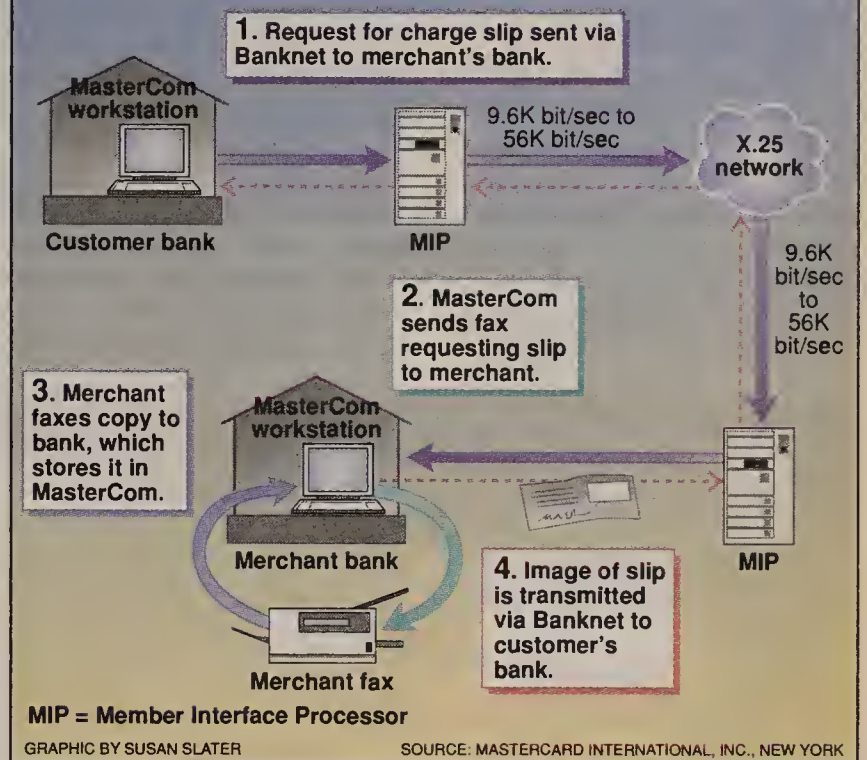 1. Request for charge slip sent via
Banknet to merchant's bank.
MasterCom
workstation
9.6K bit/sec to
56K bit/sec
X.25
network
Customer bank
MIP
9.6K
bit/sec
to
56K
bit/sec
2. MasterCom
sends fax
requesting slip
to merchant.
3. Merchant
faxes copy to
bank, which
stores it in
MasterCom.
MasterCom
workstation
Merchant bank
MIP
4. Image of slip
is transmitted
via Banknet to
customer's
bank.
Merchant fax
MIP = Member Interface Processor
GRAPHIC BY SUSAN SLATER
SOURCE: MASTERCARD INTERNATIONAL, INC., NEW YORK